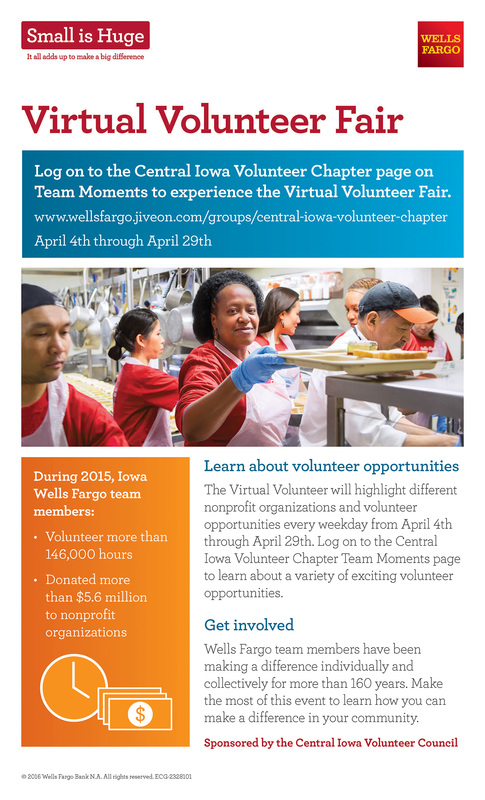 Small is Huge
It all adds up to make a big difference
WELLS
FARGO
Virtual Volunteer Fair
Log on to the Central Iowa Volunteer Chapter page on
Team Moments to experience the Virtual Volunteer Fair.
www.wellsfargo.jiveon.com/groups/central-iowa-volunteer-chapter
April 4th through April 29th
During 2015, Iowa
Wells Fargo team
members:
• Volunteer more than
146,000 hours
• Donated more
than $5.6 million
to nonprofit
organizations
$
Learn about volunteer opportunities
The Virtual Volunteer will highlight different
nonprofit organizations and volunteer
opportunities every weekday from April 4th
through April 29th. Log on to the Central
Iowa Volunteer Chapter Team Moments page
to learn about a variety of exciting volunteer
opportunities.
Get involved
Wells Fargo team members have been
making a difference individually and
collectively for more than 160 years. Make
the most of this event to learn how you can
make a difference in your community.
Sponsored by the Central Iowa Volunteer Council
© 2016 Wells Fargo Bank N.A. All rights reserved. ECG-2328101